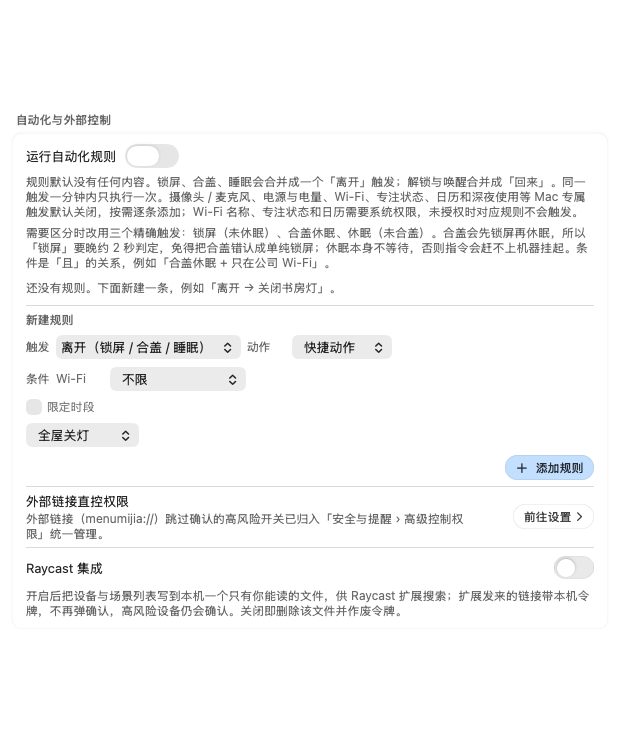 自动化与外部控制
运行自动化规则
规则默认没有任何内容。锁屏、合盖、睡眠会合并成一个「离开」触发；解锁与唤醒合并成「回来」。同一
触发一分钟内只执行一次。摄像头 / 麦克风、电源与电量、Wi-Fi、专注状态、日历和深夜使用等 Mac 专属
触发默认关闭，按需逐条添加；Wi-Fi 名称、专注状态和日历需要系统权限，未授权时对应规则不会触发。
需要区分时改用三个精确触发：锁屏（未休眠）、合盖休眠、休眠（未合盖）。合盖会先锁屏再休眠，所以
「锁屏」要晚约 2 秒判定，免得把合盖错认成单纯锁屏；休眠本身不等待，否则指令会赶不上机器挂起。条
件是「且」的关系，例如「合盖休眠 + 只在公司 Wi-Fi」。
还没有规则。下面新建一条，例如「离开 → 关闭书房灯」。
新建规则
触发 离开（锁屏 / 合盖 / 睡眠） 动作 快捷动作
条件 Wi-Fi 不限
限定时段
全屋关灯
+ 添加规则
外部链接直控权限
外部链接（menumijia://）跳过确认的高风险开关已归入「安全与提醒 › 高级控制权
限」统一管理。
前往设置 >
Raycast 集成
开启后把设备与场景列表写到本机一个只有你能读的文件，供 Raycast 扩展搜索；扩展发来的链接带本机令
牌，不再弹确认，高风险设备仍会确认。关闭即删除该文件并作废令牌。